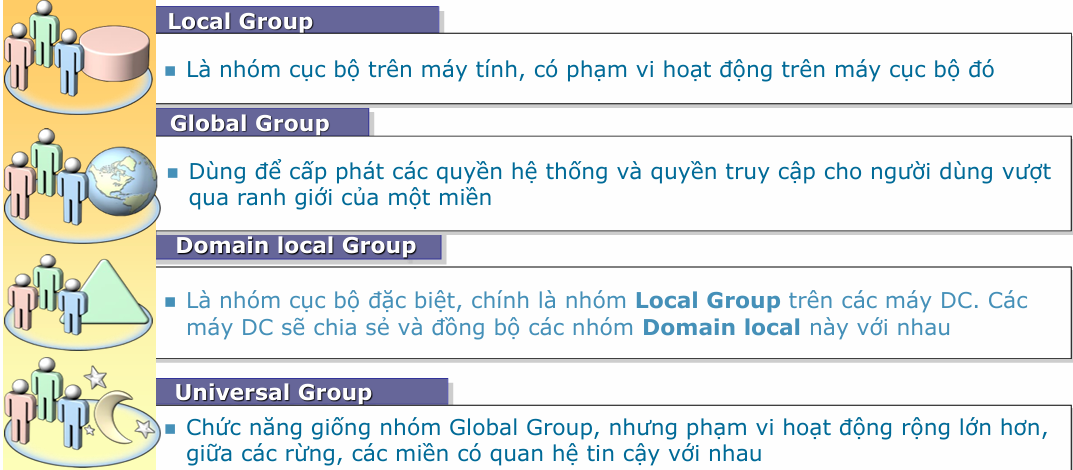 Local Group
Là nhóm cục bộ trên máy tính, có phạm vi hoạt động trên máy cục bộ đó
Global Group
Dùng để cấp phát các quyền hệ thống và quyền truy cập cho người dùng vượt
qua ranh giới của một miền
Domain local Group
Là nhóm cục bộ đặc biệt, chính là nhóm Local Group trên các máy DC. Các
máy DC sẽ chia sẻ và đồng bộ các nhóm Domain local này với nhau
Universal Group
Chức năng giống nhóm Global Group, nhưng phạm vi hoạt động rộng lớn hơn,
giữa các rừng, các miền có quan hệ tin cậy với nhau